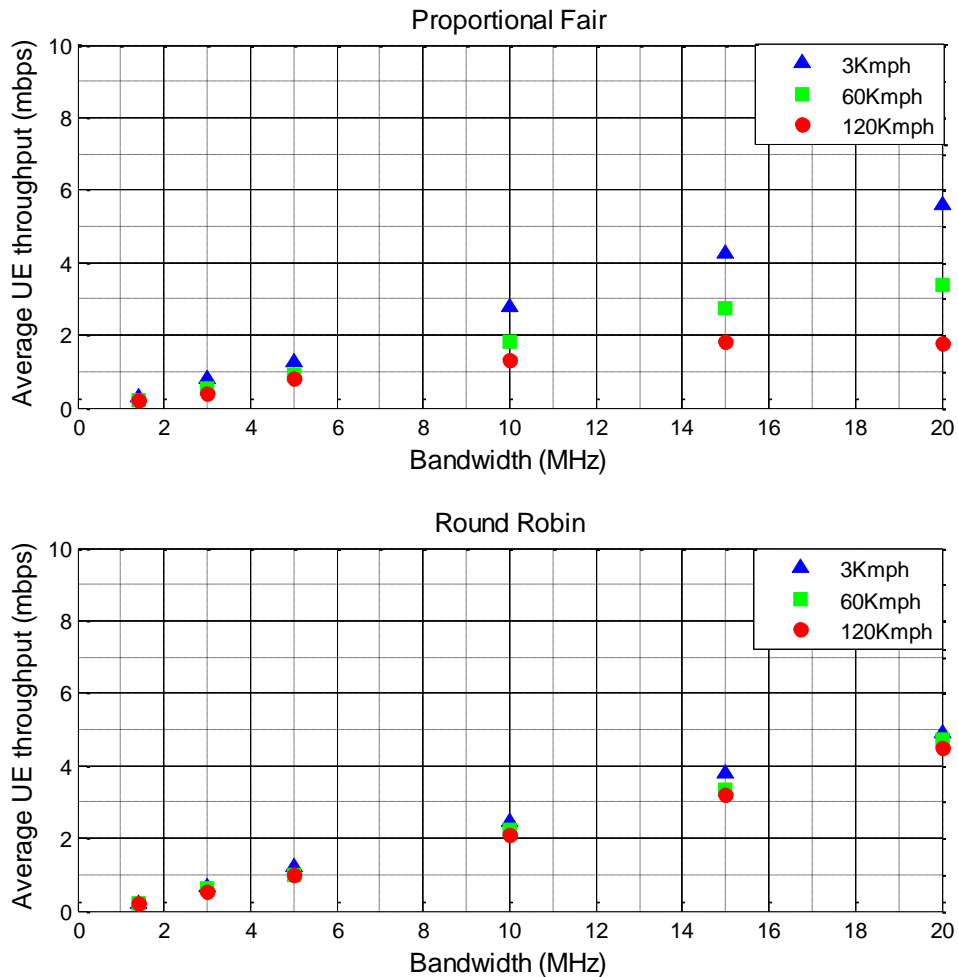 Proportional Fair
10
8
6
4
2
0
Average UE throughput (mbps)
3Kmph
60Kmph
120Kmph
0 2 4 6 8 10 12 14 16 18 20
Bandwidth (MHz)
Round Robin
10
8
6
4
2
0
Average UE throughput (mbps)
3Kmph
60Kmph
120Kmph
0 2 4 6 8 10 12 14 16 18 20
Bandwidth (MHz)